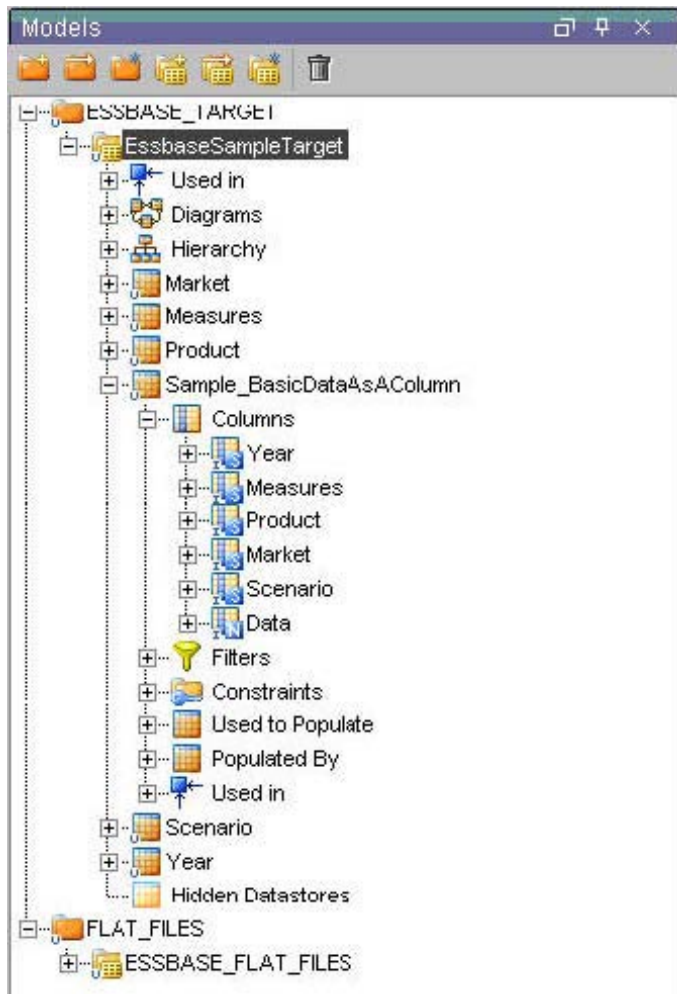 Models
ESSBASE_TARGET
EssbaseSampleTarget
Used in
Diagrams
Hierarchy
Market
Measures
Product
Sample_BasicDataAsAColumn
Columns
Year
Measures
Product
Market
Scenario
Data
Filters
Constraints
Used to Populate
Populated By
Used in
Scenario
Year
Hidden Datastores
FLAT_FILES
ESSBASE_FLAT_FILES